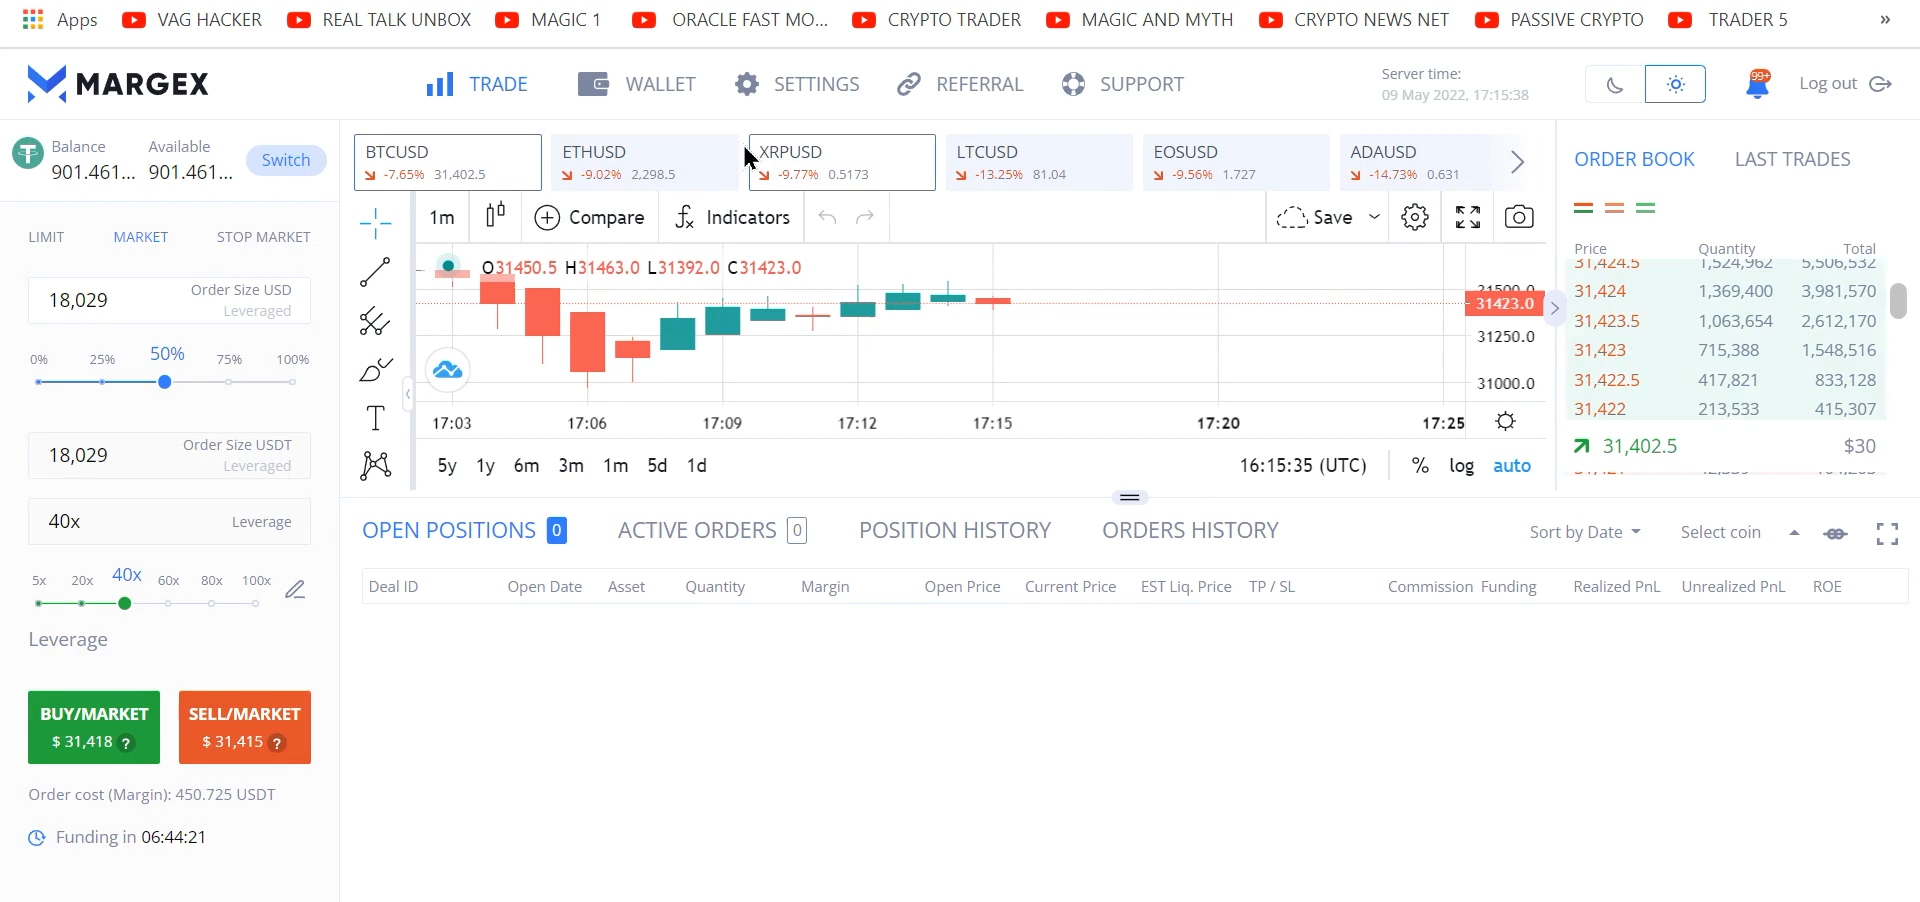 Apps VAG HACKER REAL TALK UNBOX MAGIC 1 ORACLE FAST MO... CRYPTO TRADER MAGIC AND MYTH CRYPTO NEWS NET PASSIVE CRYPTO TRADER 5 »
MARGEX TRADE WALLET SETTINGS REFERRAL SUPPORT Server time: 09 May 2022, 17:15:38 99+ Log out
Balance Available
901.461... 901.461... Switch
BTCUSD ETHUSD XRPUSD LTCUSD EOSUSD ADAUSD
-7.65% 31,402.5 -9.02% 2,298.5 -9.77% 0.5173 -13.25% 81.04 -9.56% 1.727 -14.73% 0.631
ORDER BOOK LAST TRADES
1m Compare Indicators Save
LIMIT MARKET STOP MARKET
18,029 Order Size USD
Leveraged
0% 25% 50% 75% 100%
18,029 Order Size USDT
Leveraged
40x Leverage
5x 20x 40x 60x 80x 100x
Leverage
BUY/MARKET SELL/MARKET
$ 31,418 ? $ 31,415 ?
Order cost (Margin): 450.725 USDT
Funding in 06:44:21
O31450.5 H31463.0 L31392.0 C31423.0
31500.0
31423.0
31250.0
31000.0
17:03 17:06 17:09 17:12 17:15 17:20 17:25
5y 1y 6m 3m 1m 5d 1d 16:15:35 (UTC) % log auto
Price Quantity Total
31,424.5 1,524,962 5,506,532
31,424 1,369,400 3,981,570
31,423.5 1,063,654 2,612,170
31,423 715,388 1,548,516
31,422.5 417,821 833,128
31,422 213,533 415,307
31,402.5 $30
OPEN POSITIONS 0 ACTIVE ORDERS 0 POSITION HISTORY ORDERS HISTORY Sort by Date Select coin
Deal ID Open Date Asset Quantity Margin Open Price Current Price EST Liq. Price TP / SL Commission Funding Realized PnL Unrealized PnL ROE